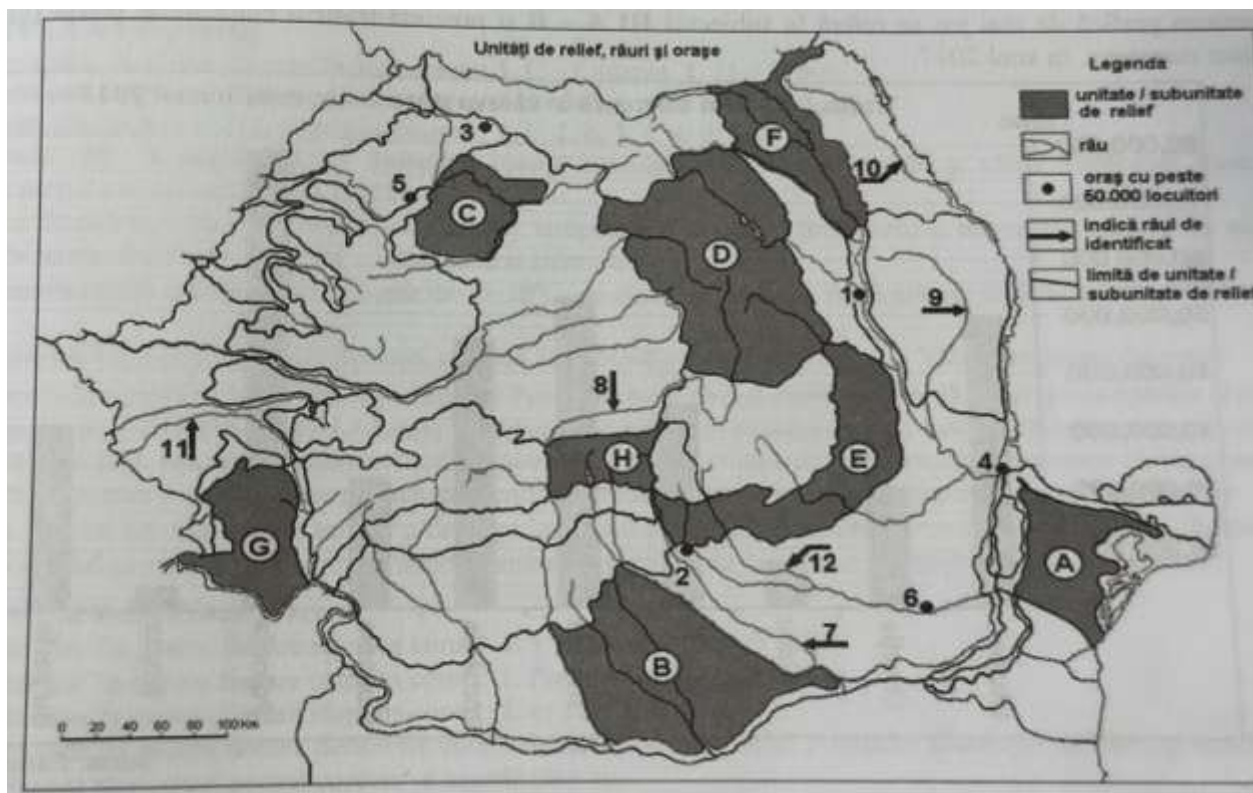 Unități de relief, râuri și orașe
Legenda
unitate / subunitate
de relief
râu
oraș cu peste
50.000 locuitori
indică râul de
identificat
limită de unitate /
subunitate de relief
3
F
10
5
C
D
1
9
8
11
H
E
4
G
2
12
A
6
7
B
0 20 40 60 80 100 Km